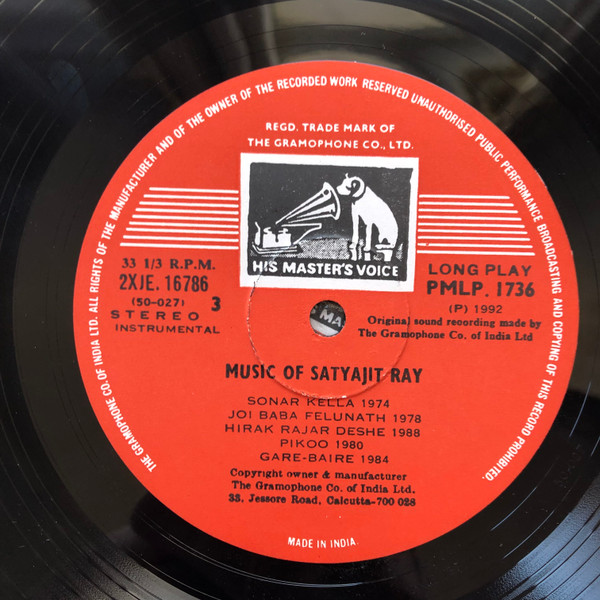 THE GRAMOPHONE CO. OF INDIA LTD. ALL RIGHTS OF THE MANUFACTURER AND OF THE OWNER OF THE RECORDED WORK RESERVED UNAUTHORISED PUBLIC PERFORMANCE BROADCASTING AND COPYING OF THIS RECORD PROHIBITED.
REGD. TRADE MARK OF
THE GRAMOPHONE CO., LTD.
HIS MASTER'S VOICE
33 1/3 R.P.M.
2XJE. 16786
(50-027) 3
STEREO
INSTRUMENTAL
LONG PLAY
PMLP. 1736
(P) 1992
Original sound recording made by
The Gramophone Co. of India Ltd
MA
MUSIC OF SATYAJIT RAY
SONAR KELLA 1974
JOI BABA FELUNATH 1978
HIRAK RAJAR DESHE 1988
PIKOO 1980
GARE-BAIRE 1984
Copyright owner & manufacturer
The Gramophone Co. of India Ltd.
33, Jessore Road, Calcutta-700 028
MADE IN INDIA.